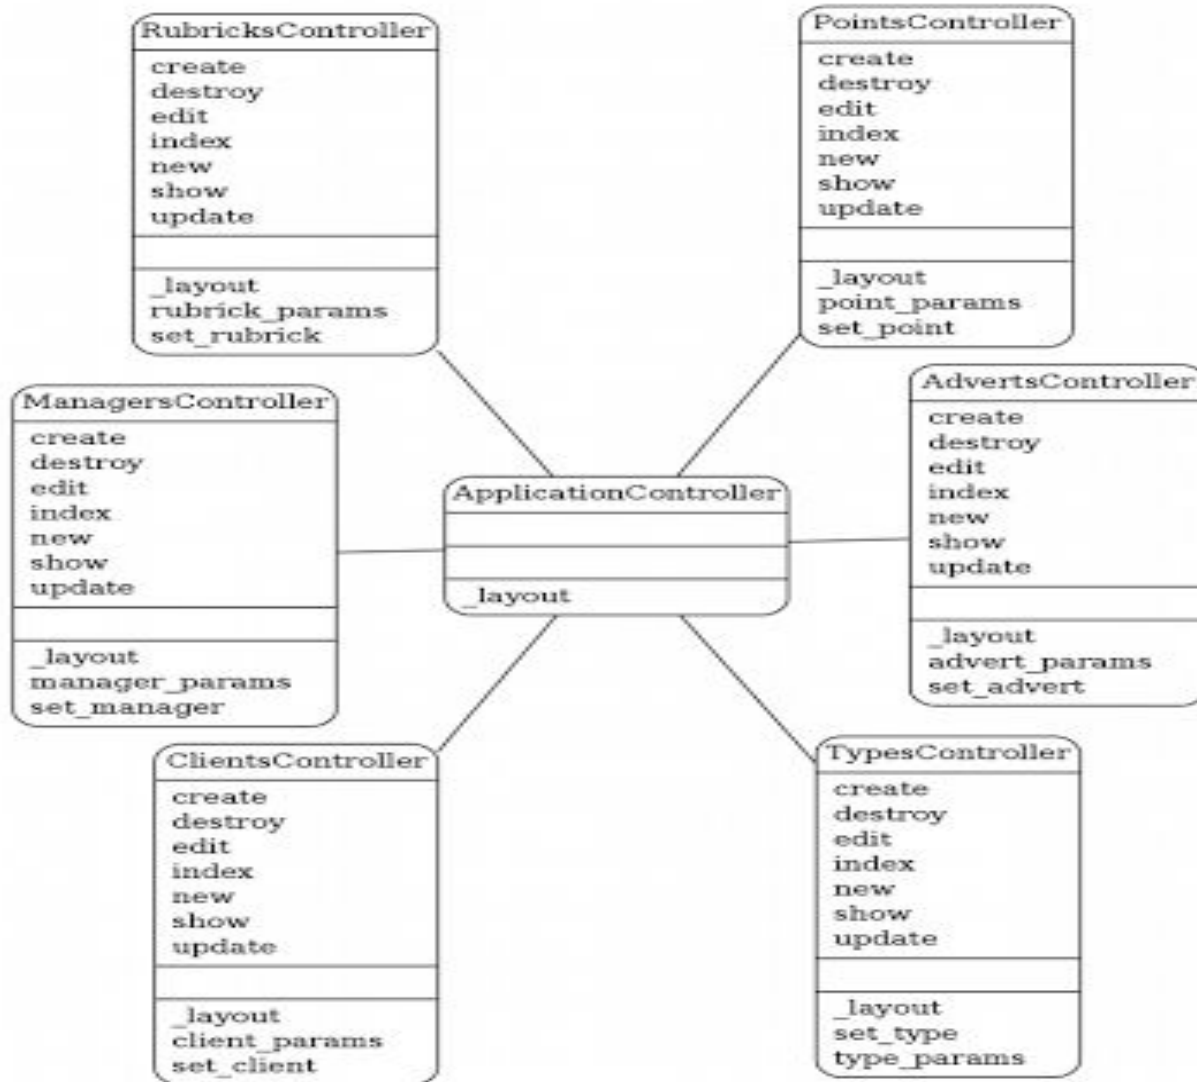 RubricksController
create
destroy
edit
index
new
show
update
_layout
rubrick_params
set_rubrick
PointsController
create
destroy
edit
index
new
show
update
_layout
point_params
set_point
ManagersController
create
destroy
edit
index
new
show
update
_layout
manager_params
set_manager
ApplicationController
_layout
AdvertsController
create
destroy
edit
index
new
show
update
_layout
advert_params
set_advert
ClientsController
create
destroy
edit
index
new
show
update
_layout
client_params
set_client
TypesController
create
destroy
edit
index
new
show
update
_layout
set_type
type_params